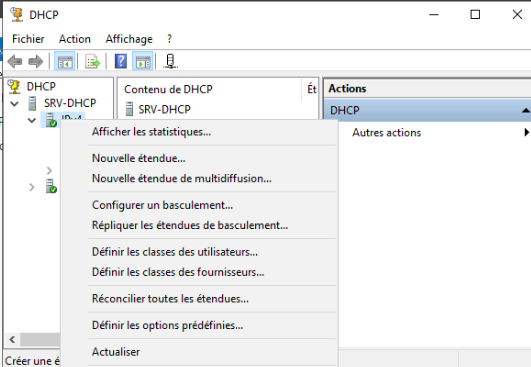 DHCP
Fichier Action Affichage ?
DHCP
SRV-DHCP
IPv4
Contenu de DHCP
Ét
SRV-DHCP
Actions
DHCP
Autres actions
Afficher les statistiques...
Nouvelle étendue...
Nouvelle étendue de multidiffusion...
Configurer un basculement...
Répliquer les étendues de basculement...
Définir les classes des utilisateurs...
Définir les classes des fournisseurs...
Réconcilier toutes les étendues...
Définir les options prédéfinies...
Actualiser
Créer une é